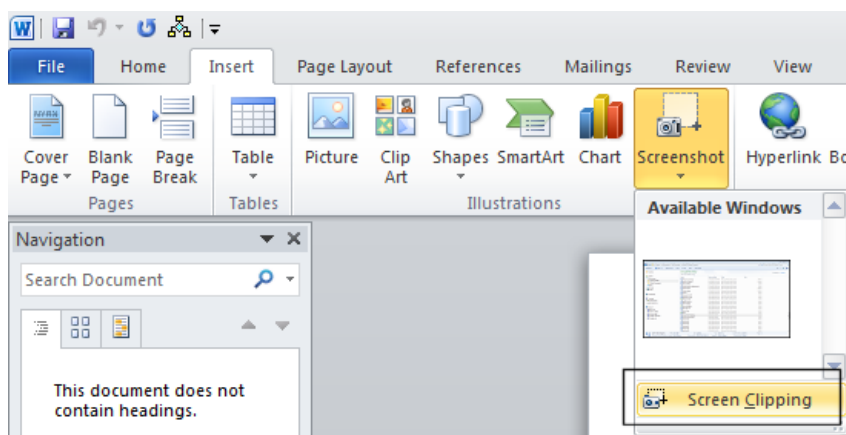 File Home Insert Page Layout References Mailings Review View
Cover Page Blank Page Page Break Table Picture Clip Art Shapes SmartArt Chart Screenshot Hyperlink Bo
Pages Tables Illustrations
Available Windows
Navigation
Search Document
This document does not
contain headings.
Screen Clipping